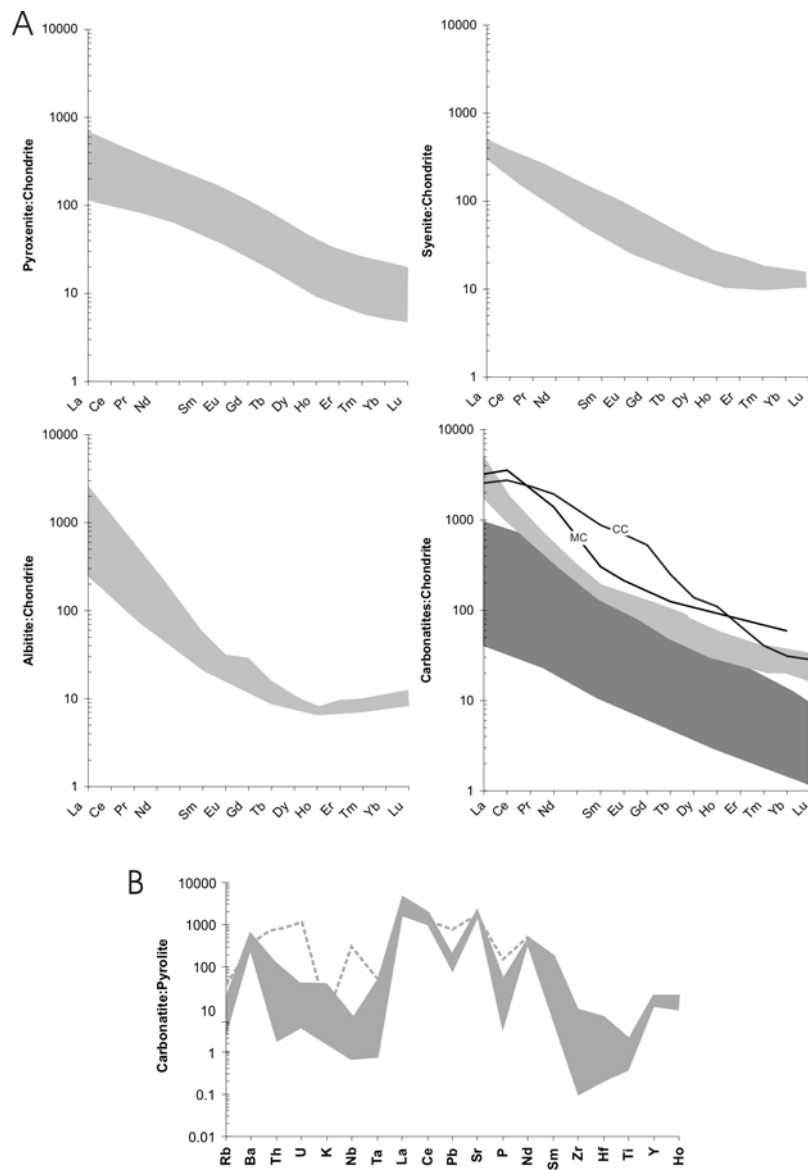 A
10000
1000
100
10
1
Pyroxenite:Chondrite
La Ce Pr Nd Sm Eu Gd Tb Dy Ho Er Tm Yb Lu
10000
1000
100
10
1
Syenite:Chondrite
La Ce Pr Nd Sm Eu Gd Tb Dy Ho Er Tm Yb Lu
10000
1000
100
10
1
Albitite:Chondrite
La Ce Pr Nd Sm Eu Gd Tb Dy Ho Er Tm Yb Lu
10000
1000
100
10
1
Carbonatites:Chondrite
MC
CC
La Ce Pr Nd Sm Eu Gd Tb Dy Ho Er Tm Yb Lu
B
10000
1000
100
10
1
0.1
0.01
Carbonatite:Pyrolite
Rb Ba Th U K Nb Ta La Ce Pb Sr P Nd Sm Zr Hf Ti Y Ho